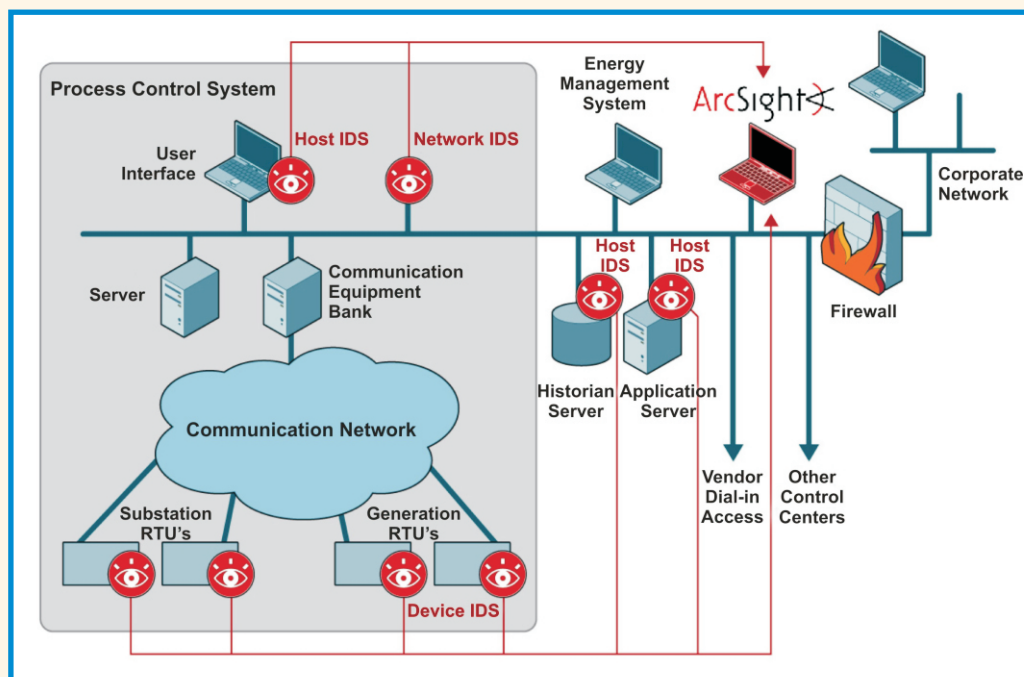 Process Control System
User
Interface
Host IDS
Network IDS
Energy
Management
System
ArcSight
Corporate
Network
Server
Communication
Equipment
Bank
Host
IDS
Host
IDS
Firewall
Historian
Server
Application
Server
Communication Network
Vendor
Dial-in
Access
Other
Control
Centers
Substation
RTU's
Generation
RTU's
Device IDS